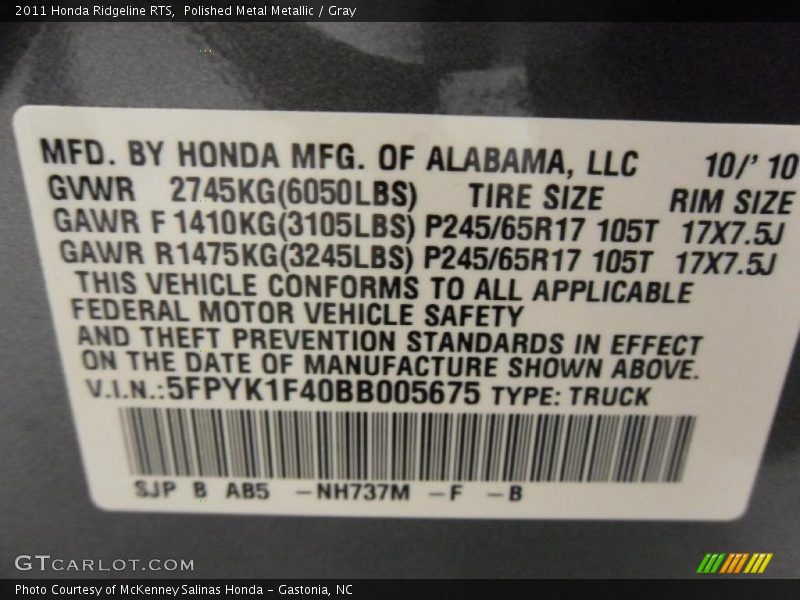 2011 Honda Ridgeline RTS, Polished Metal Metallic / Gray
MFD. BY HONDA MFG. OF ALABAMA, LLC 10/' 10
GVWR 2745KG(6050LBS) TIRE SIZE RIM SIZE
GAWR F 1410KG(3105LBS) P245/65R17 105T 17X7.5J
GAWR R1475KG(3245LBS) P245/65R17 105T 17X7.5J
THIS VEHICLE CONFORMS TO ALL APPLICABLE
FEDERAL MOTOR VEHICLE SAFETY
AND THEFT PREVENTION STANDARDS IN EFFECT
ON THE DATE OF MANUFACTURE SHOWN ABOVE.
V.I.N.:5FPYK1F40BB005675 TYPE: TRUCK
SJP B AB5 -NH737M -F -B
GTCARLOT.COM
Photo Courtesy of McKenney Salinas Honda - Gastonia, NC